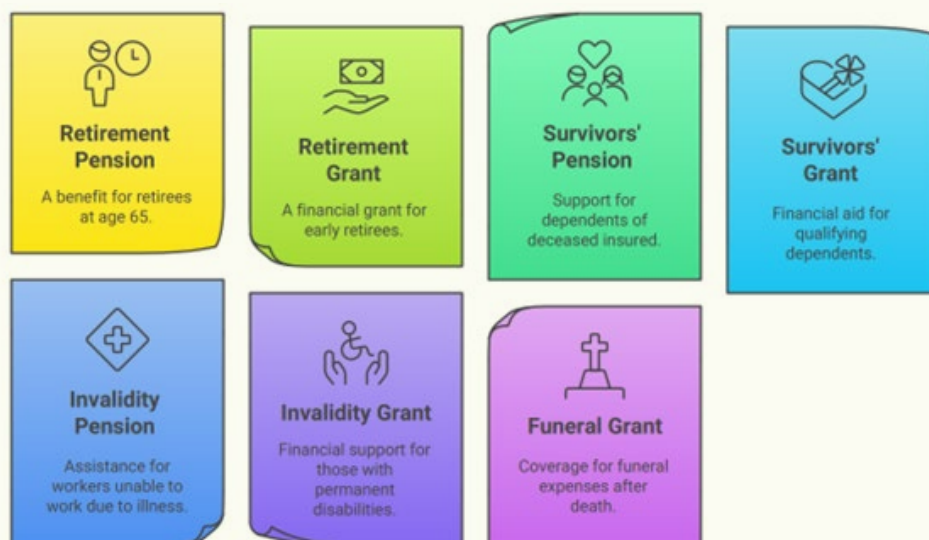 Retirement
Pension
A benefit for retirees
at age 65.
Retirement
Grant
A financial grant for
early retirees.
Survivors'
Pension
Support for
dependents of
deceased insured.
Survivors'
Grant
Financial aid for
qualifying
dependents.
Invalidity
Pension
Assistance for
workers unable to
work due to illness.
Invalidity Grant
Financial support for
those with
permanent
disabilities.
Funeral Grant
Coverage for funeral
expenses after
death.